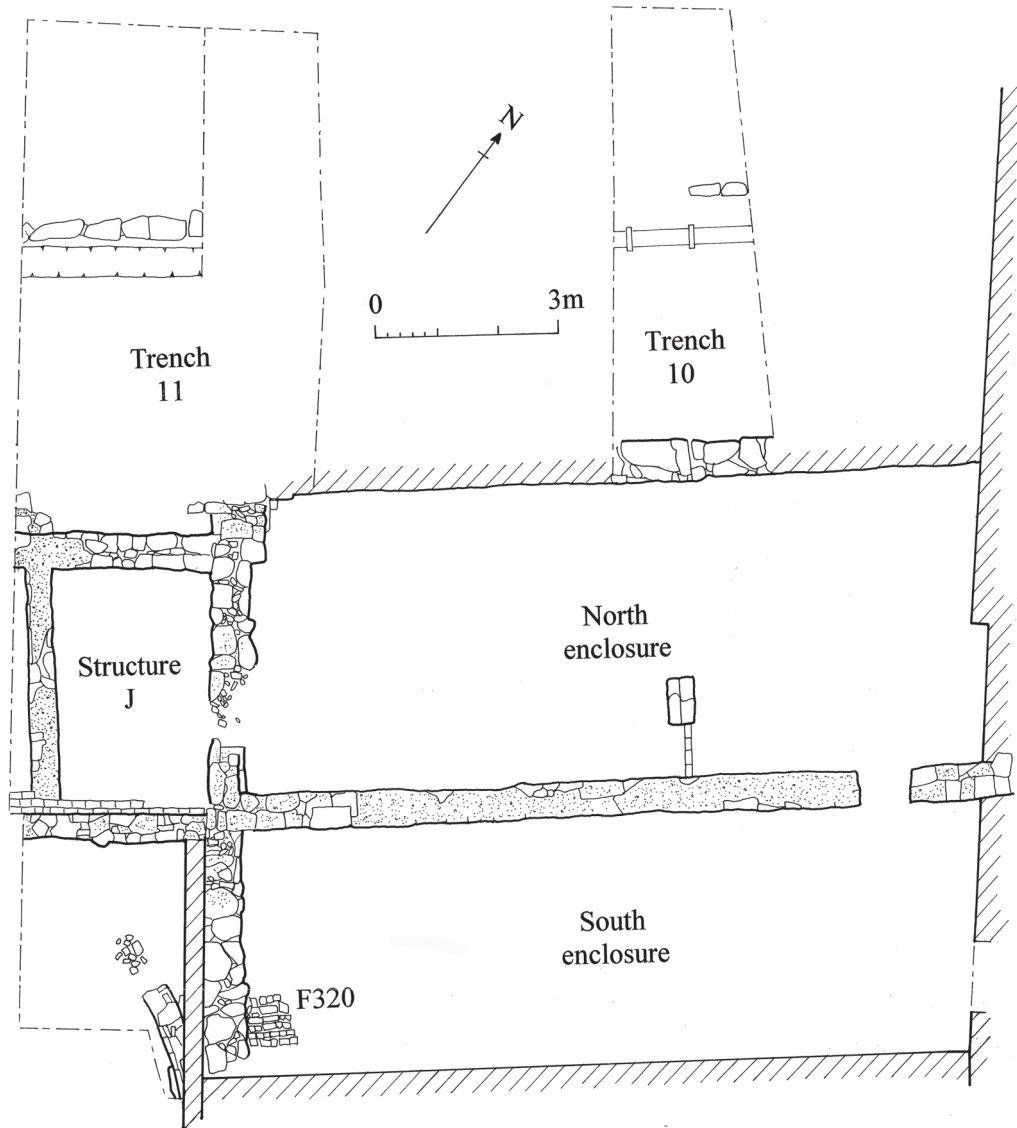 N
0 3m
Trench
11
Trench
10
North
enclosure
Structure
J
South
enclosure
F320